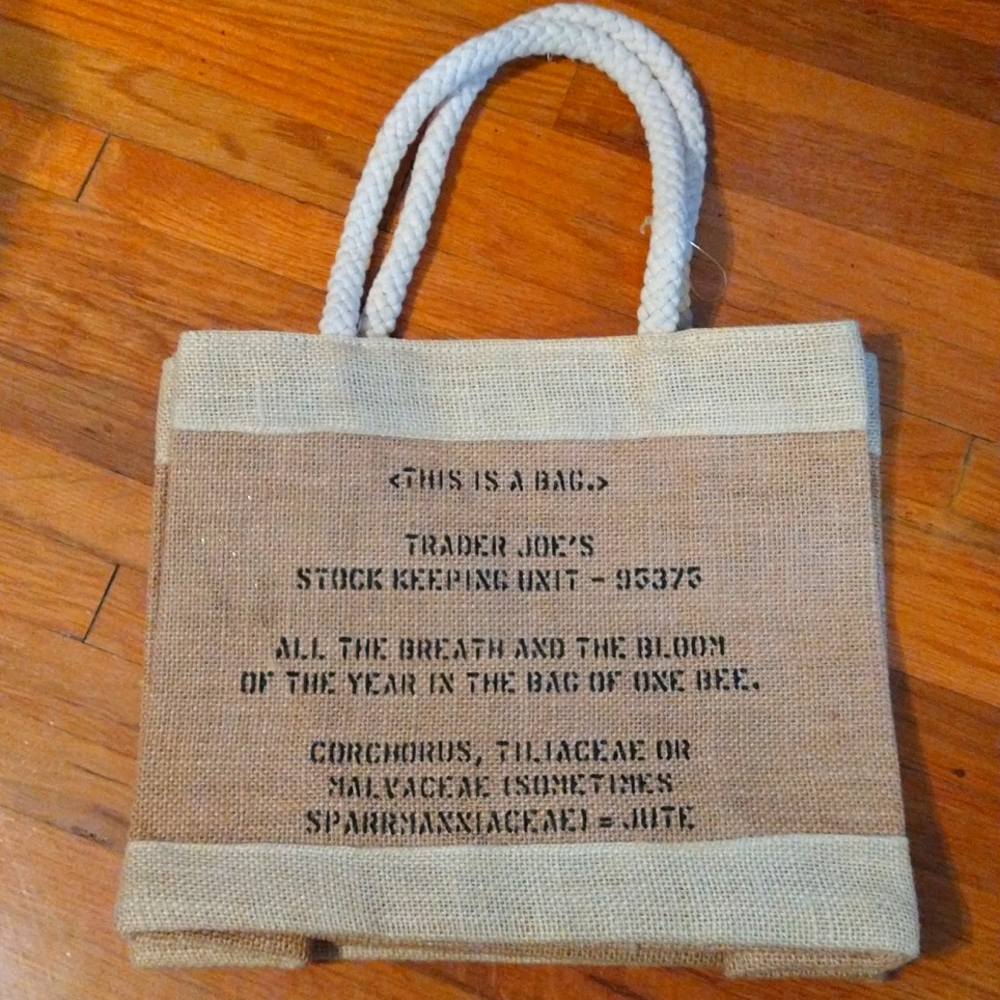 <THIS IS A BAG.>
TRADER JOE'S
STOCK KEEPING UNIT - 95375
ALL THE BREATH AND THE BLOOM
OF THE YEAR IN THE BAG OF ONE BEE.
CORCHORUS, TILIACEAE OR
MALVACEAE (SOMETIMES
SPARRMANNIACEAE) = JUTE